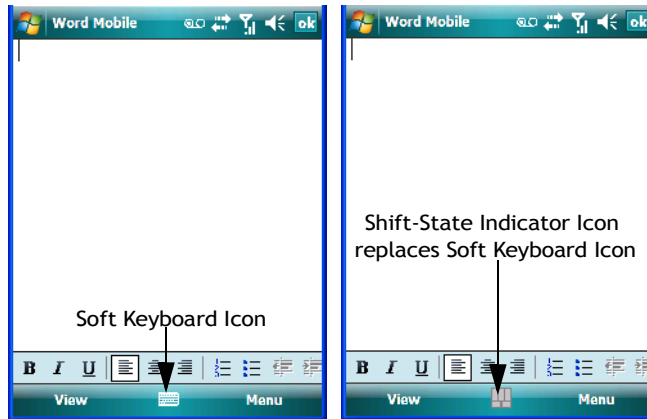 Word Mobile
ok
Soft Keyboard Icon
B I U
View
Menu
Word Mobile
ok
Shift-State Indicator Icon
replaces Soft Keyboard Icon
B I U
View
Menu